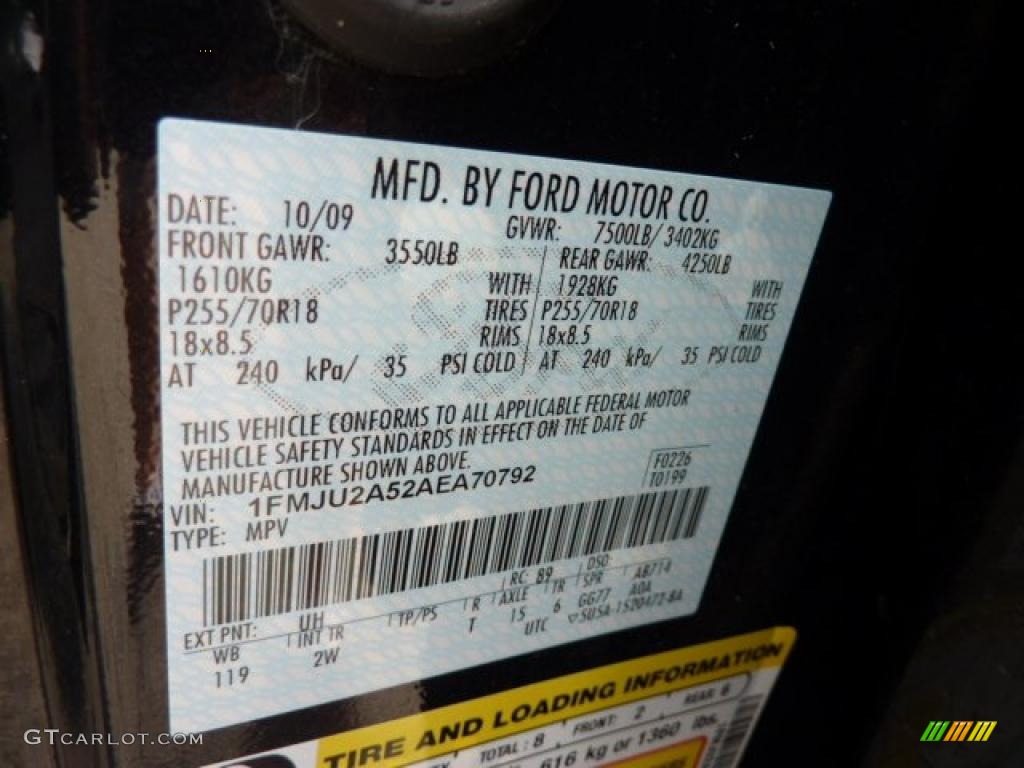 MFD. BY FORD MOTOR CO.
DATE: 10/09 GVWR: 7500LB/ 3402KG
FRONT GAWR: 3550LB REAR GAWR: 4250LB
1610KG WITH 1928KG WITH
P255/70R18 TIRES P255/70R18 TIRES
18x8.5 RIMS 18x8.5 RIMS
AT 240 kPa/ 35 PSI COLD AT 240 kPa/ 35 PSI COLD
THIS VEHICLE CONFORMS TO ALL APPLICABLE FEDERAL MOTOR
VEHICLE SAFETY STANDARDS IN EFFECT ON THE DATE OF
MANUFACTURE SHOWN ABOVE.
F0226
T0199
VIN: 1FMJU2A52AEA70792
TYPE: MPV
EXT PNT: UH RC 89 DSO
WB INT TR TP/PS R AXLE TR SPR AB714
119 2W T 15 6 GG77 AOA
UTC
TIRE AND LOADING INFORMATION
TOTAL: 8 FRONT: 2 REAR 6
616 kg or 1360 lbs.
GTCARLOT.COM